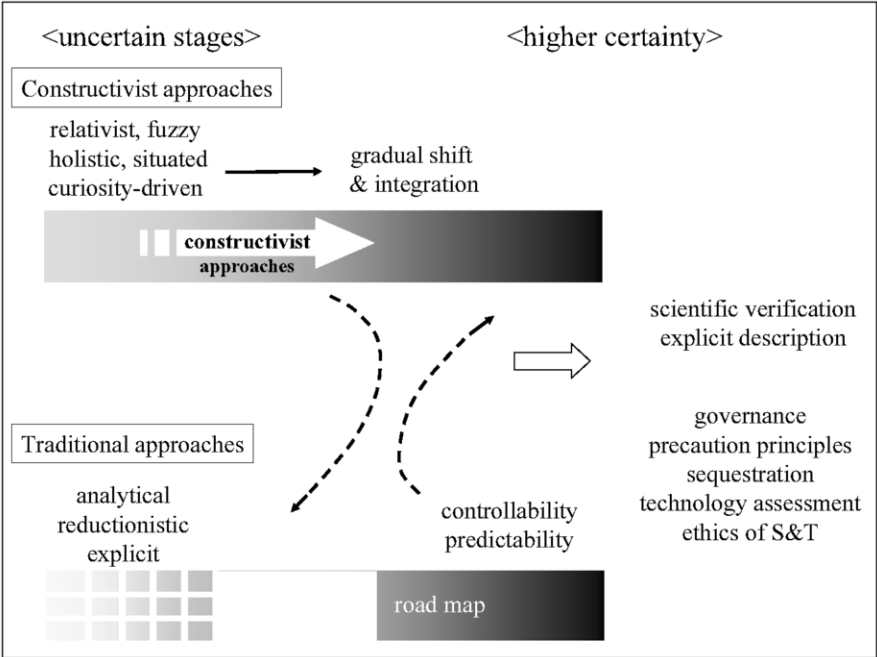 <uncertain stages>
<higher certainty>
Constructivist approaches
relativist, fuzzy
holistic, situated
curiosity-driven
gradual shift
& integration
constructivist
approaches
scientific verification
explicit description
governance
precaution principles
sequestration
technology assessment
ethics of S&T
Traditional approaches
analytical
reductionistic
explicit
controllability
predictability
road map